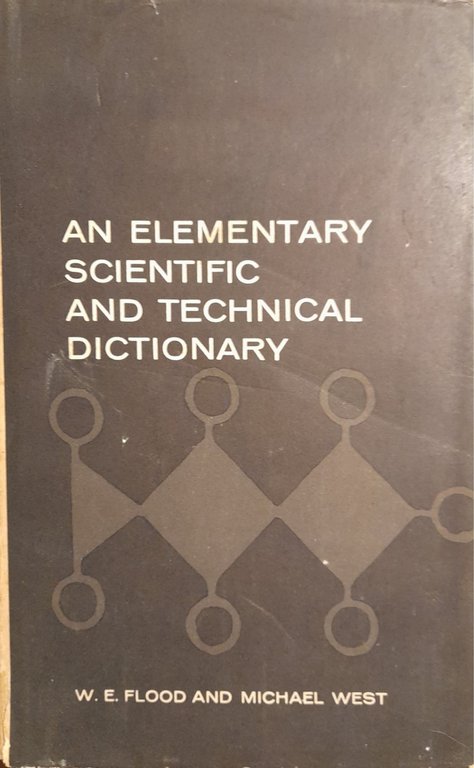 AN ELEMENTARY
SCIENTIFIC
AND TECHNICAL
DICTIONARY
W. E. FLOOD AND MICHAEL WEST